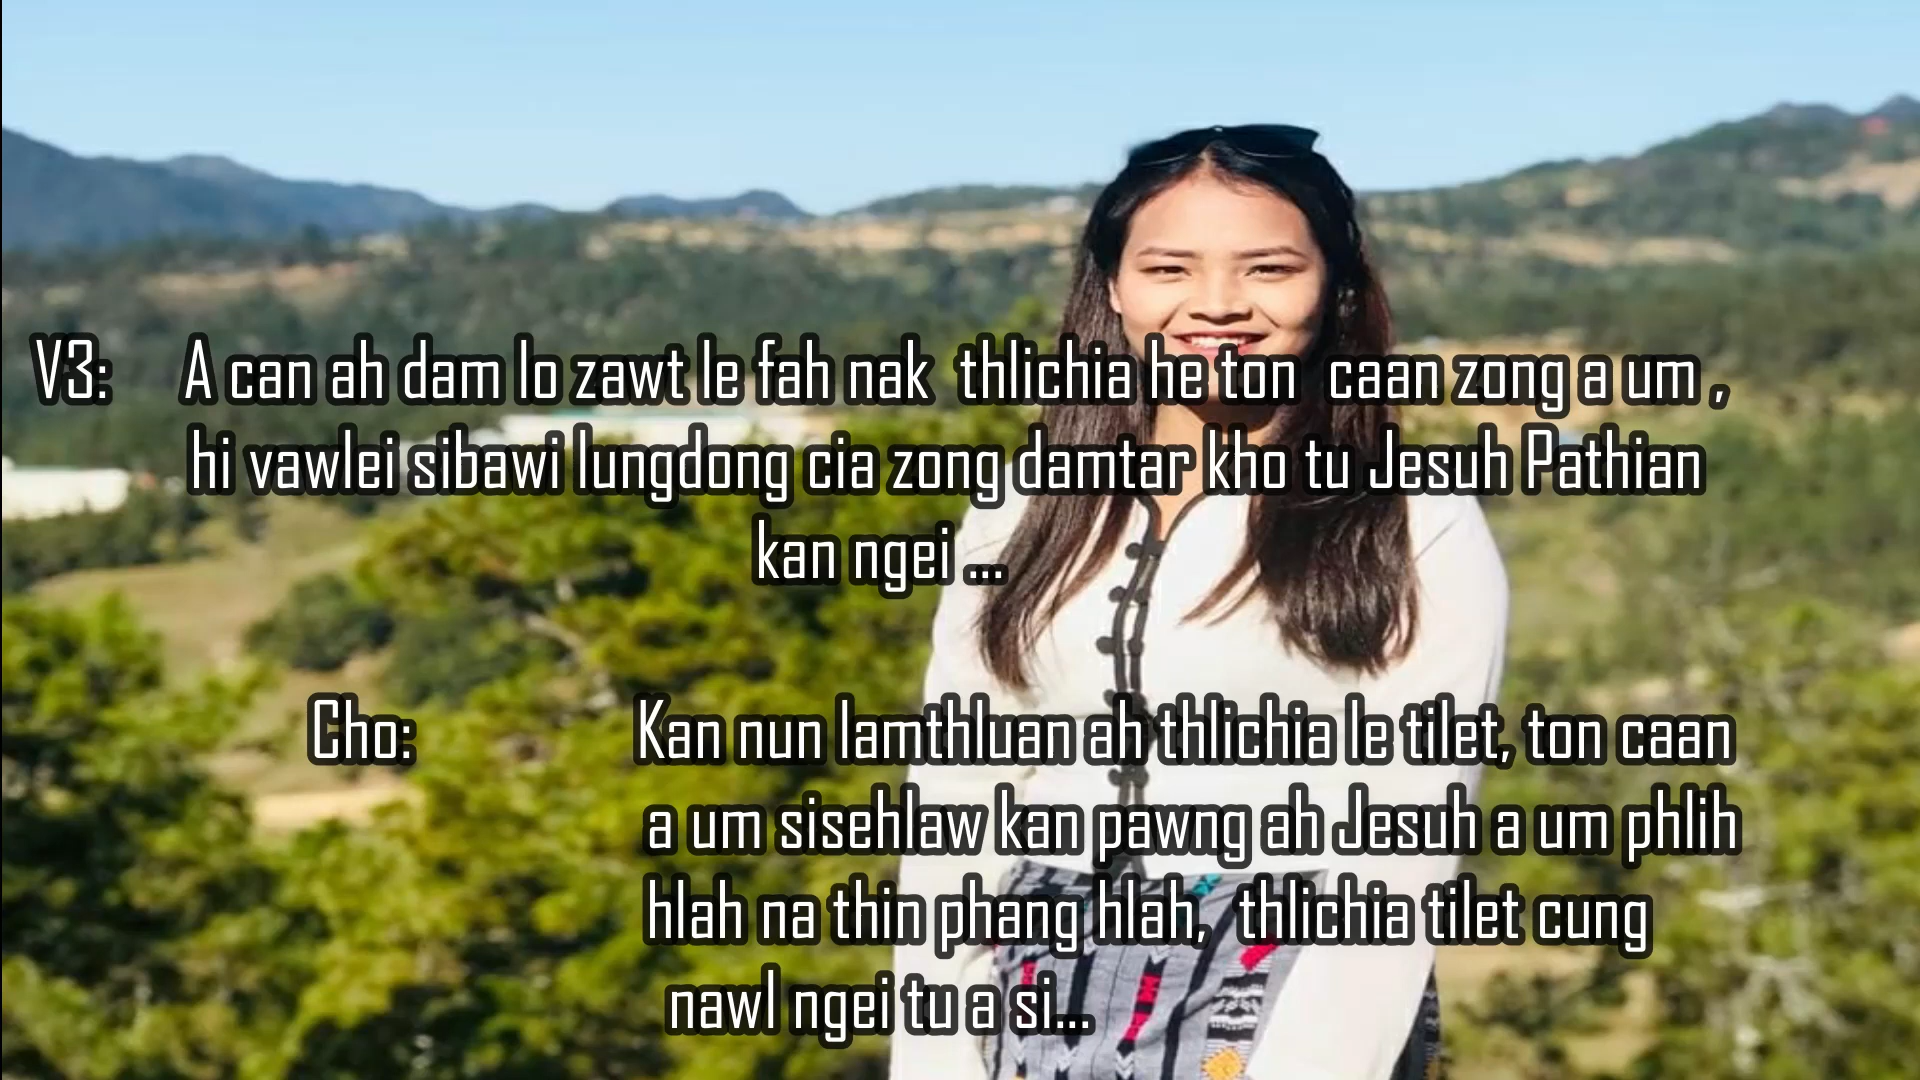 V3: A can ah dam lo zawt le fah nak thlichia he ton caan zong a um ,
hi vawlei sibawi lungdong cia zong damtar kho tu Jesuh Pathian
kan ngei ...
Cho: Kan nun lamthluan ah thlichia le tilet, ton caan
a um sisehlaw kan pawng ah Jesuh a um phlih
hlah na thin phang hlah, thlichia tilet cung
nawl ngei tu a si...